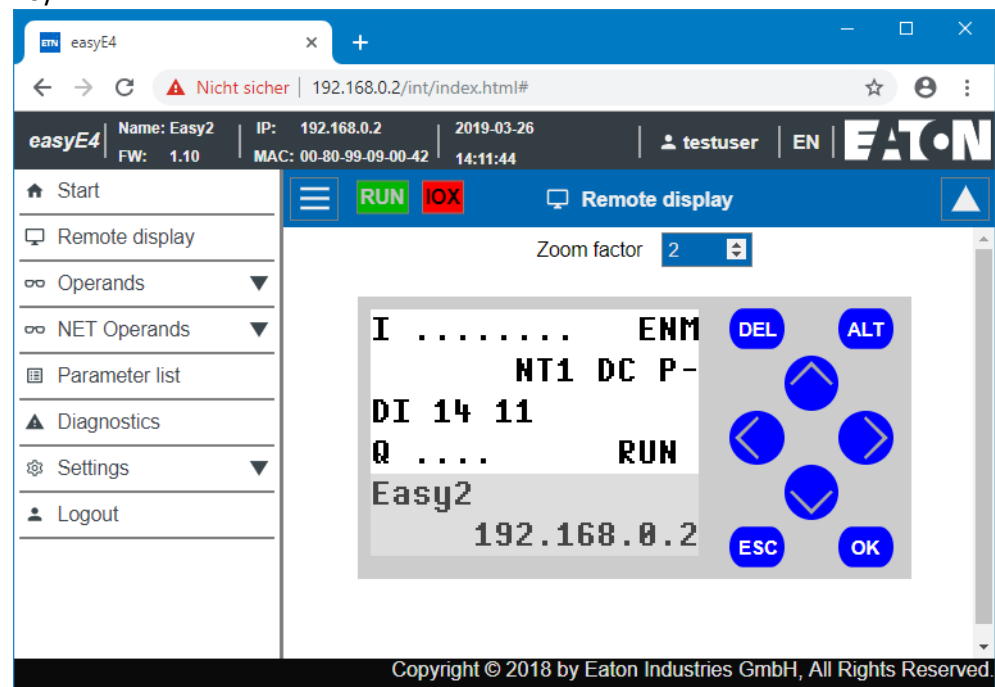 easyE4
Nicht sicher | 192.168.0.2/int/index.html#
easyE4
Name: Easy2
FW: 1.10
IP: 192.168.0.2
MAC: 00-80-99-09-00-42
2019-03-26
14:11:44
testuser
EN
EATON
Start
Remote display
Operands
NET Operands
Parameter list
Diagnostics
Settings
Logout
RUN IOX Remote display
Zoom factor 2
I ........ ENM
NT1 DC P-
DI 14 11
Q .... RUN
Easy2
192.168.0.2
DEL ALT
ESC OK
Copyright © 2018 by Eaton Industries GmbH, All Rights Reserved.